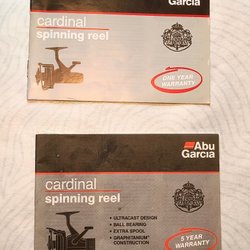 Garcia
cardinal
spinning reel
ONE YEAR
WARRANTY
Abu
Garcia
cardinal
spinning reel
• ULTRACAST DESIGN
• BALL BEARING
• EXTRA SPOOL
• GRAPHITANIUM
CONSTRUCTION
5 YEAR
WARRANTY